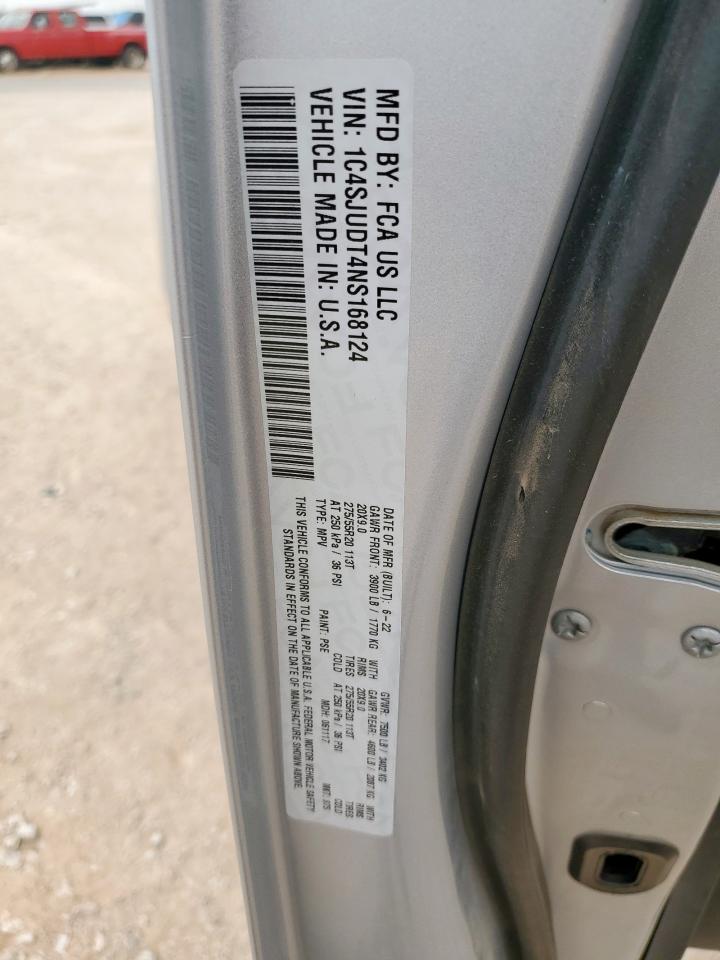 MFD BY: FCA US LLC
VIN: 1C4SJUDT4NS168124
VEHICLE MADE IN: U.S.A.
DATE OF MFR (BUILT): 6-22 GVWR: 7500 LB / 3402 KG
GAWR FRONT: 3900 LB / 1770 KG WITH GAWR REAR: 4600 LB / 2087 KG WITH
20X9.0 RIMS 20X9.0 RIMS
275/55R20 113T TIRES 275/55R20 113T TIRES
AT 250 kPa / 36 PSI COLD AT 250 kPa / 36 PSI COLD
TYPE: MPV PAINT: PSE MDH: 061117
THIS VEHICLE CONFORMS TO ALL APPLICABLE U.S.A. FEDERAL MOTOR VEHICLE SAFETY
STANDARDS IN EFFECT ON THE DATE OF MANUFACTURE SHOWN ABOVE.